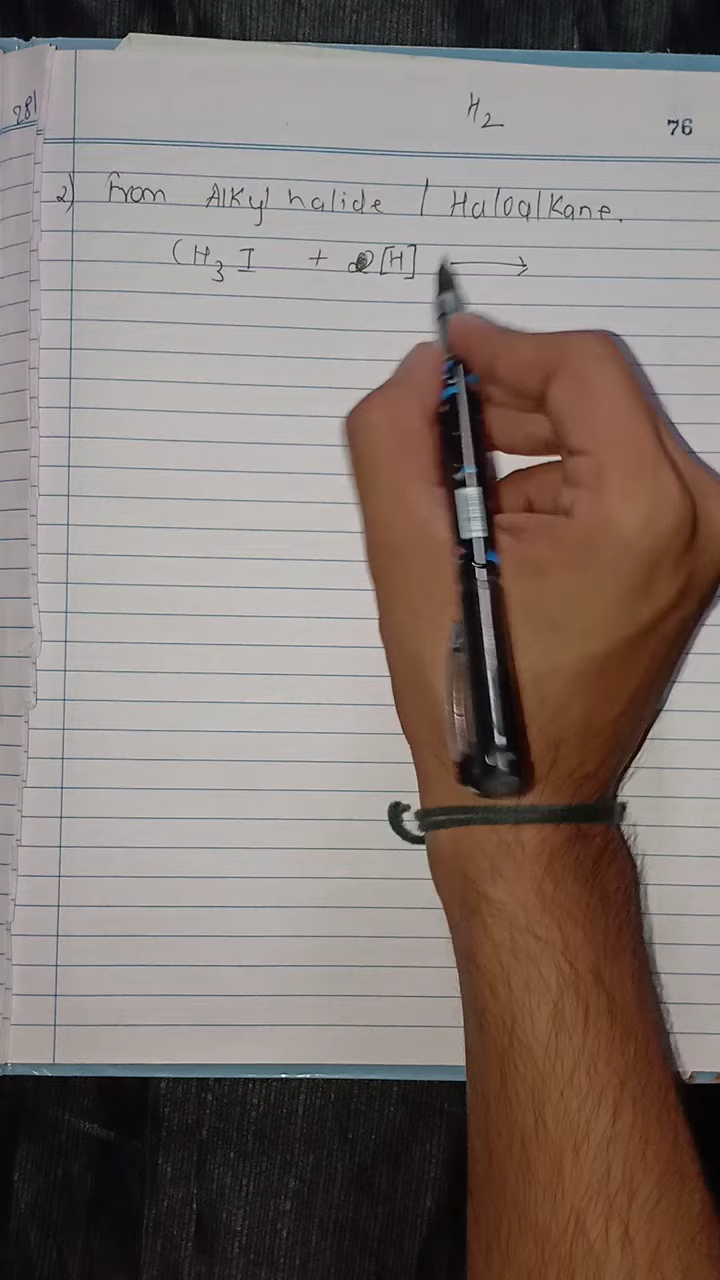 281
H2
76
2) From Alkyl halide / Haloalkane.
CH3I + 2[H] ⟶